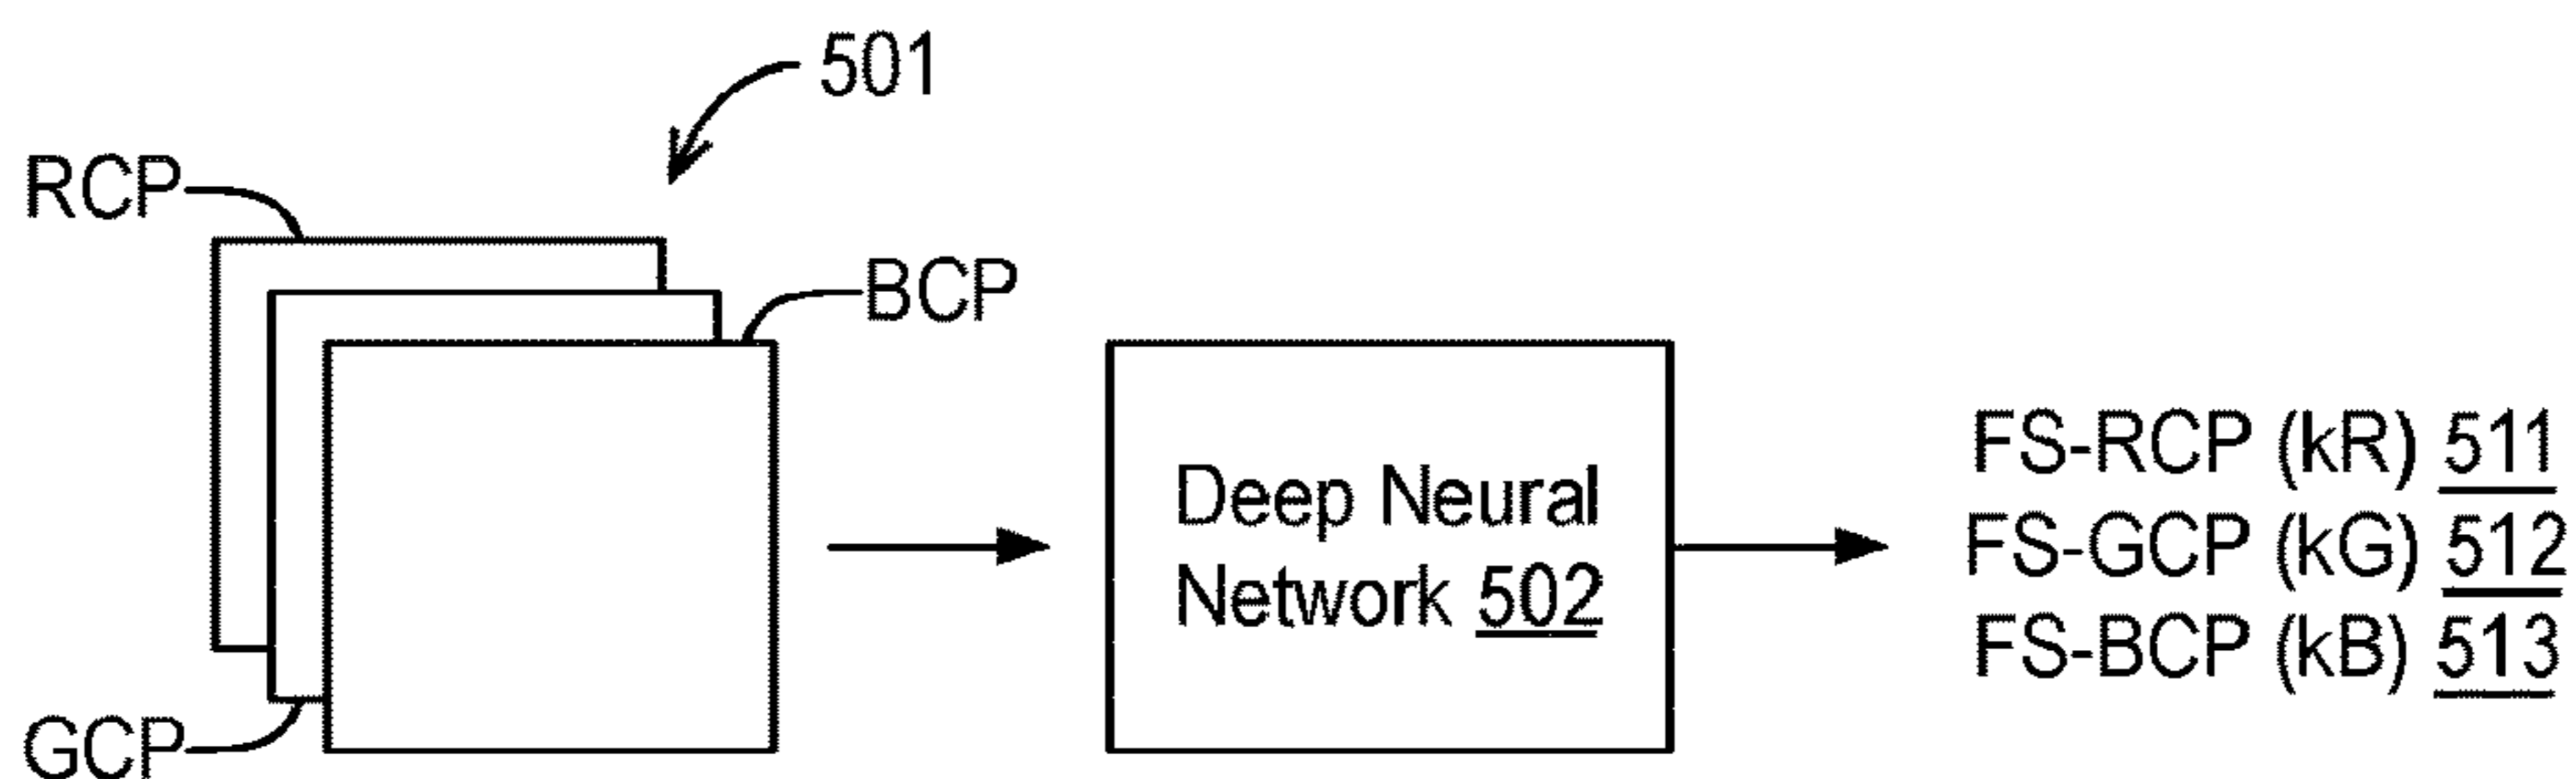 501
RCP
BCP
GCP
Deep Neural
Network 502
FS-RCP (kR) 511
FS-GCP (kG) 512
FS-BCP (kB) 513